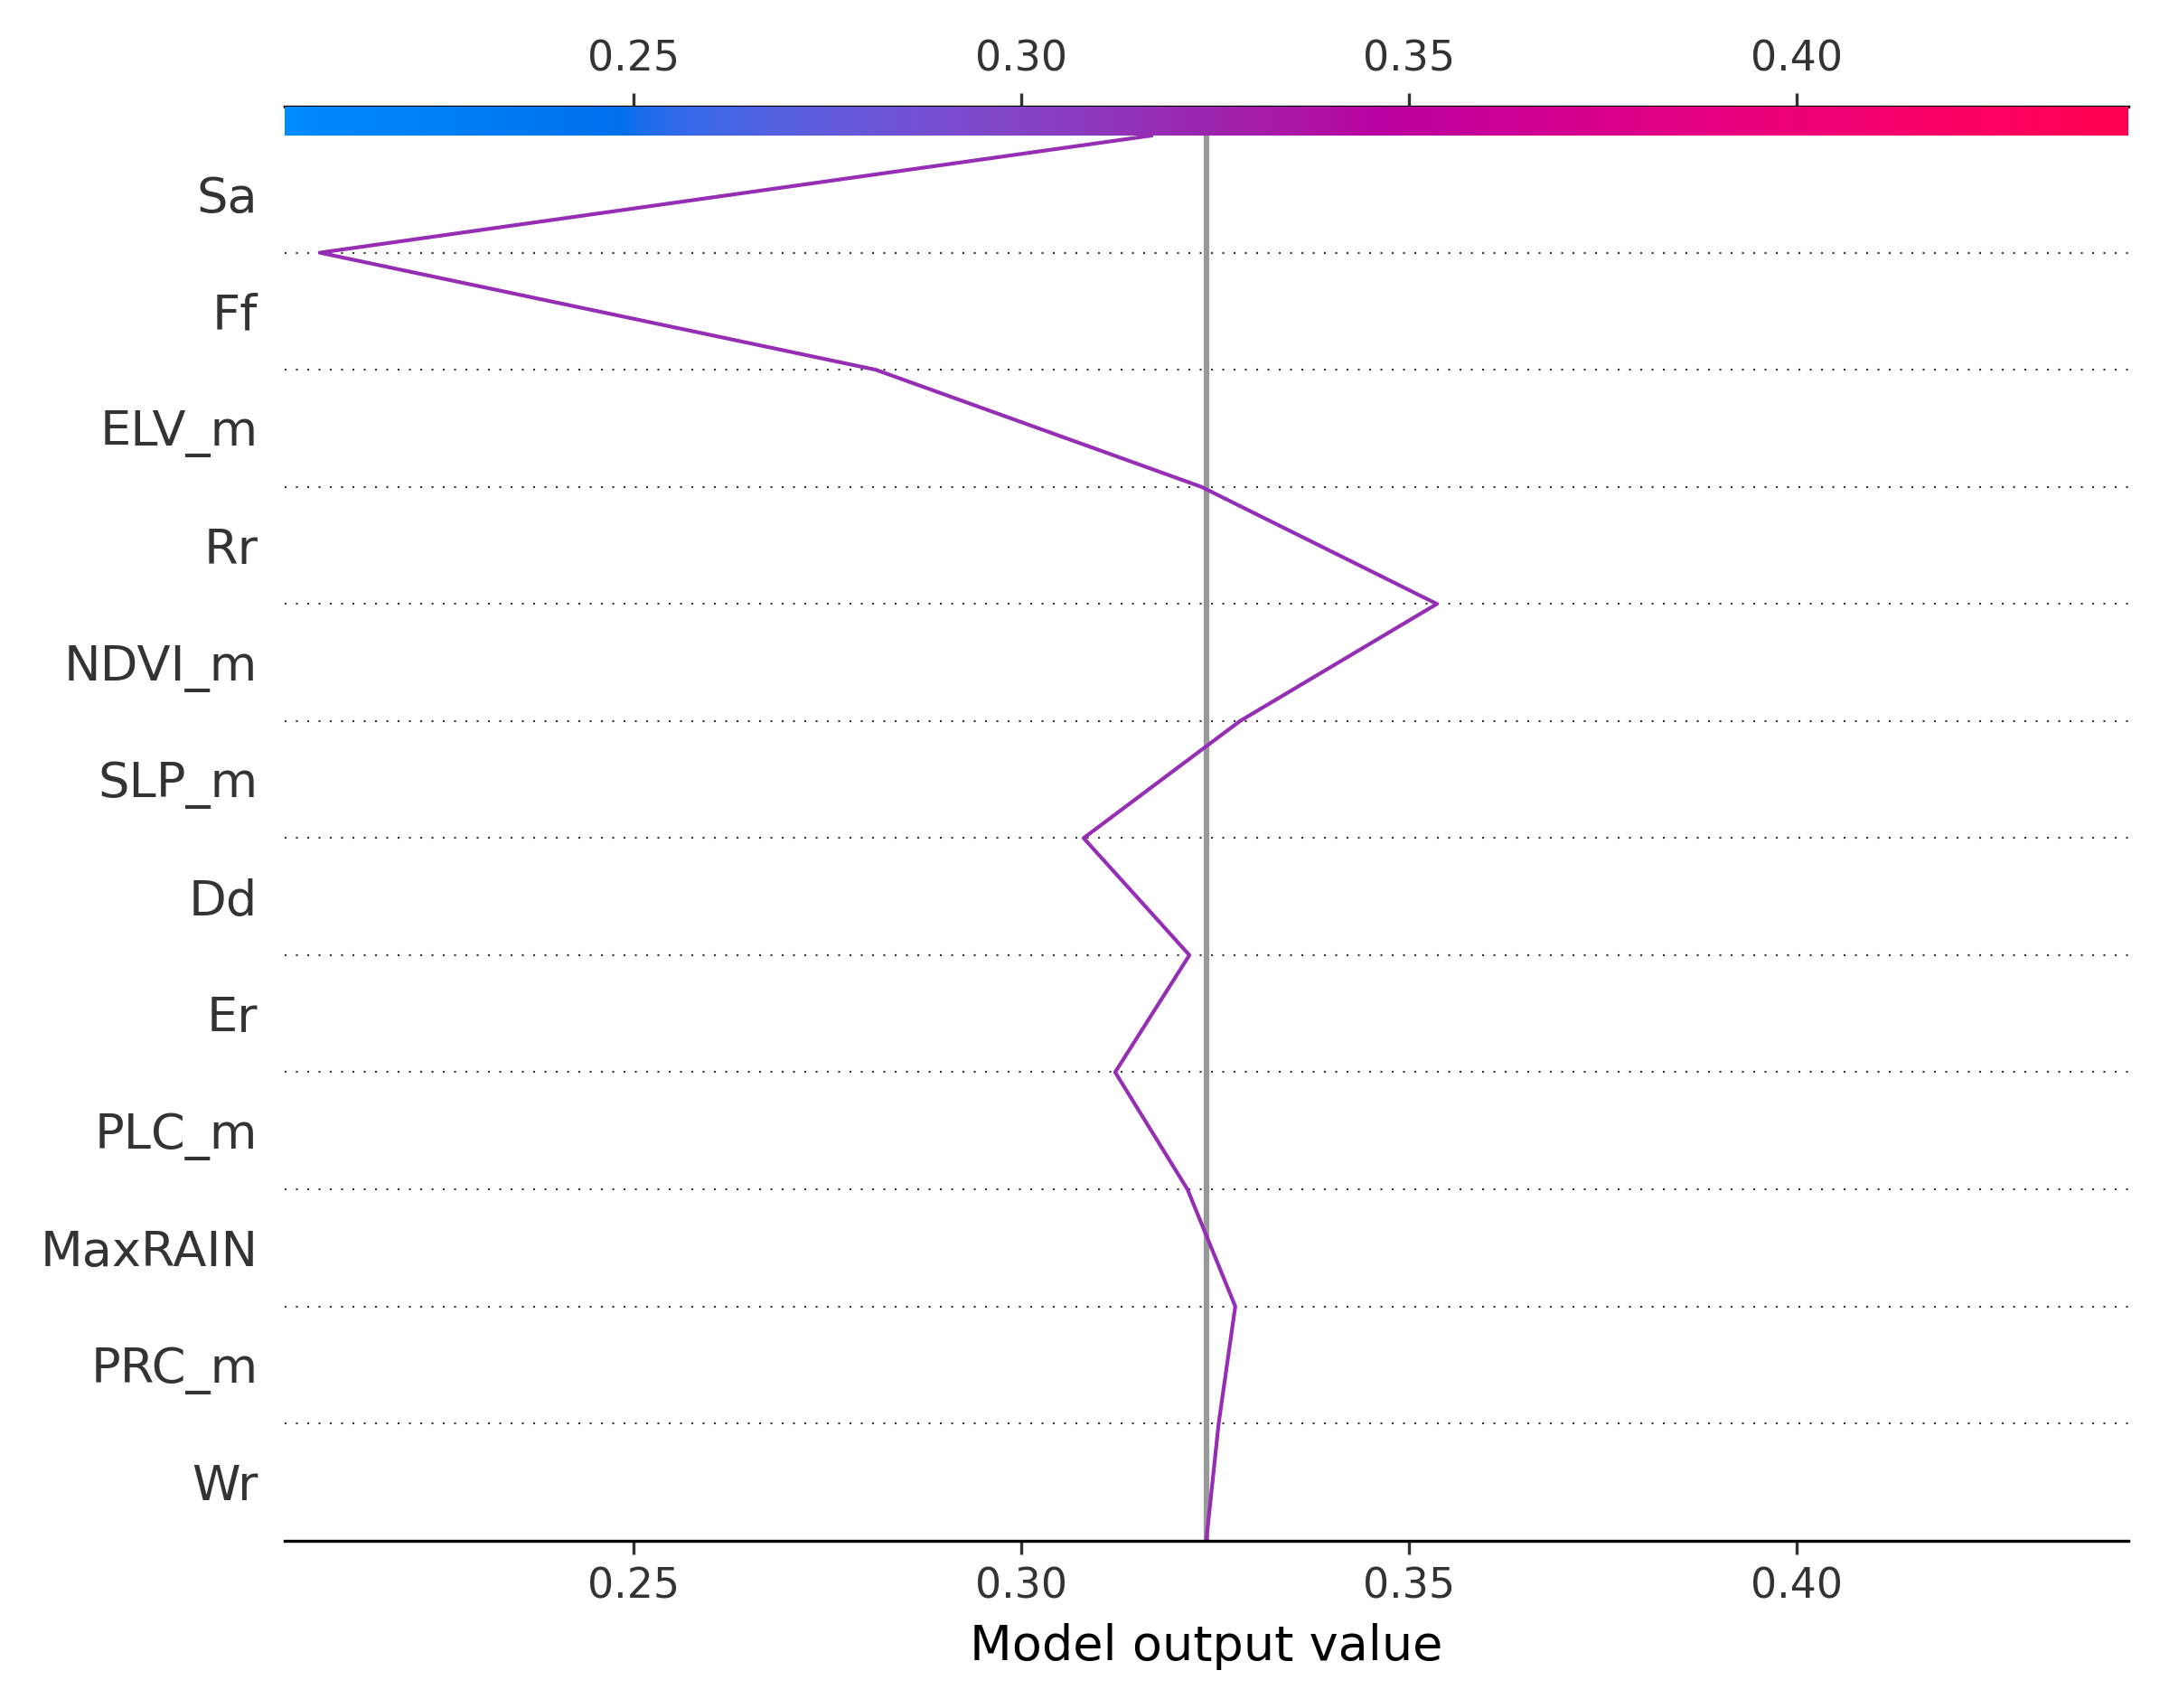 0.25 0.30 0.35 0.40
Sa
Ff
ELV_m
Rr
NDVI_m
SLP_m
Dd
Er
PLC_m
MaxRAIN
PRC_m
Wr
0.25 0.30 0.35 0.40
Model output value